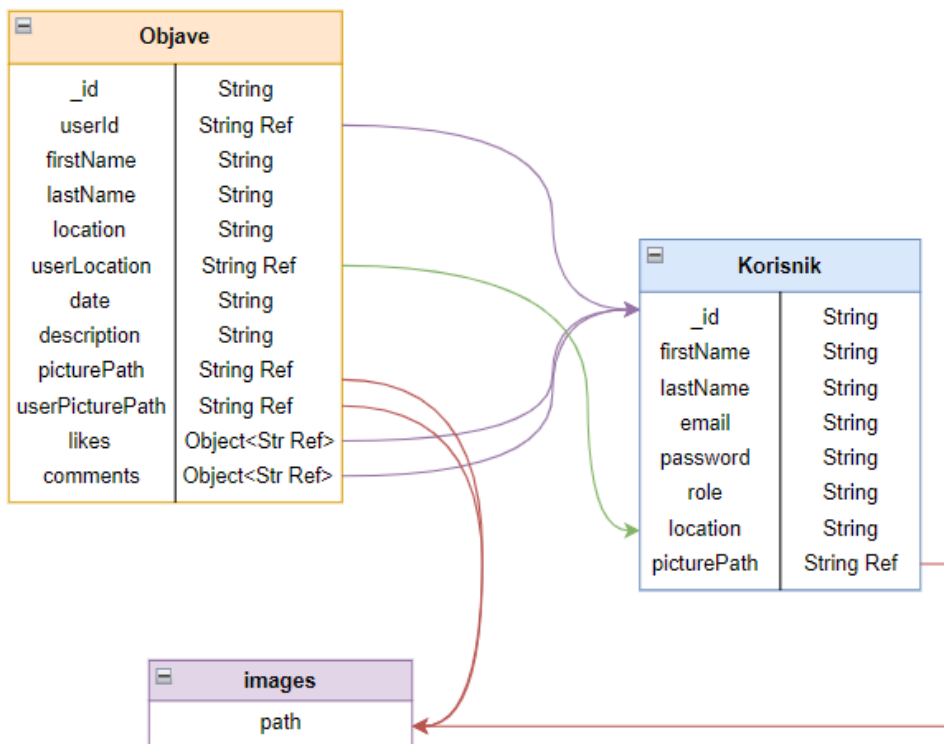 Objave
_id String
userId String Ref
firstName String
lastName String
location String
userLocation String Ref
date String
description String
picturePath String Ref
userPicturePath String Ref
likes Object<Str Ref>
comments Object<Str Ref>
Korisnik
_id String
firstName String
lastName String
email String
password String
role String
location String
picturePath String Ref
images
path